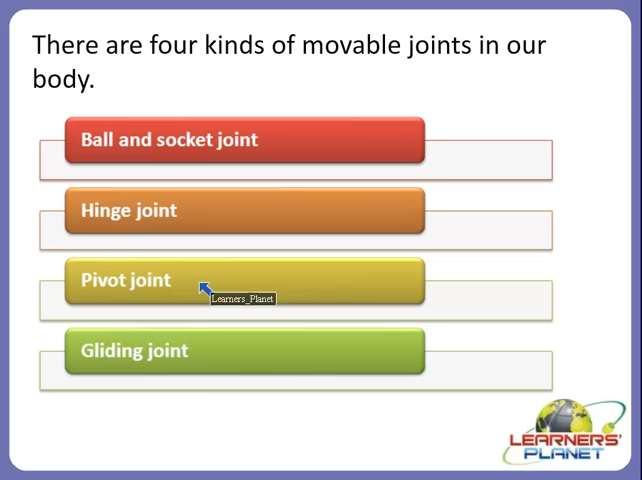 There are four kinds of movable joints in our
body.
Ball and socket joint
Hinge joint
Pivot joint
Learners_Planet
Gliding joint
LEARNERS'
PLANET